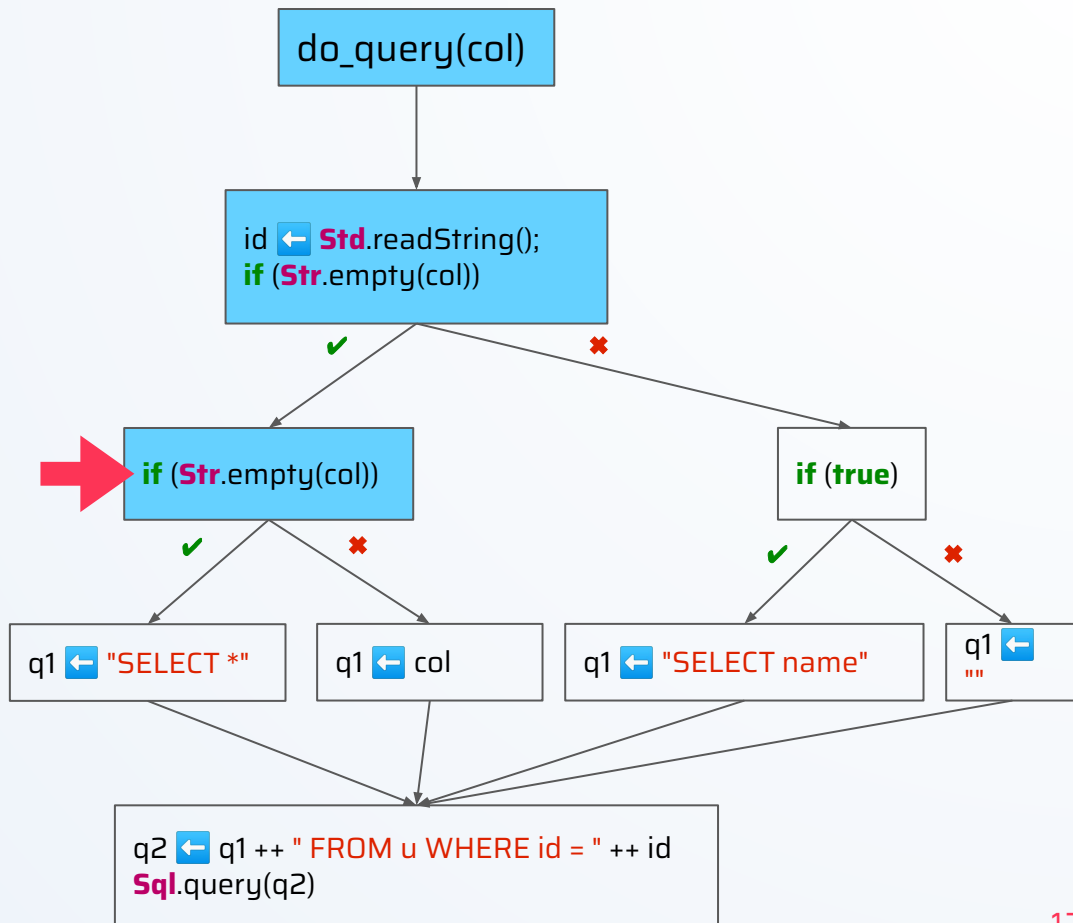 do_query(col)
id ⬅ Std.readString();
if (Str.empty(col))
✔ ✖
if (Str.empty(col))
if (true)
✔ ✖
✔ ✖
q1 ⬅ "SELECT *"
q1 ⬅ col
q1 ⬅ "SELECT name"
q1 ⬅
""
q2 ⬅ q1 ++ " FROM u WHERE id = " ++ id
Sql.query(q2)